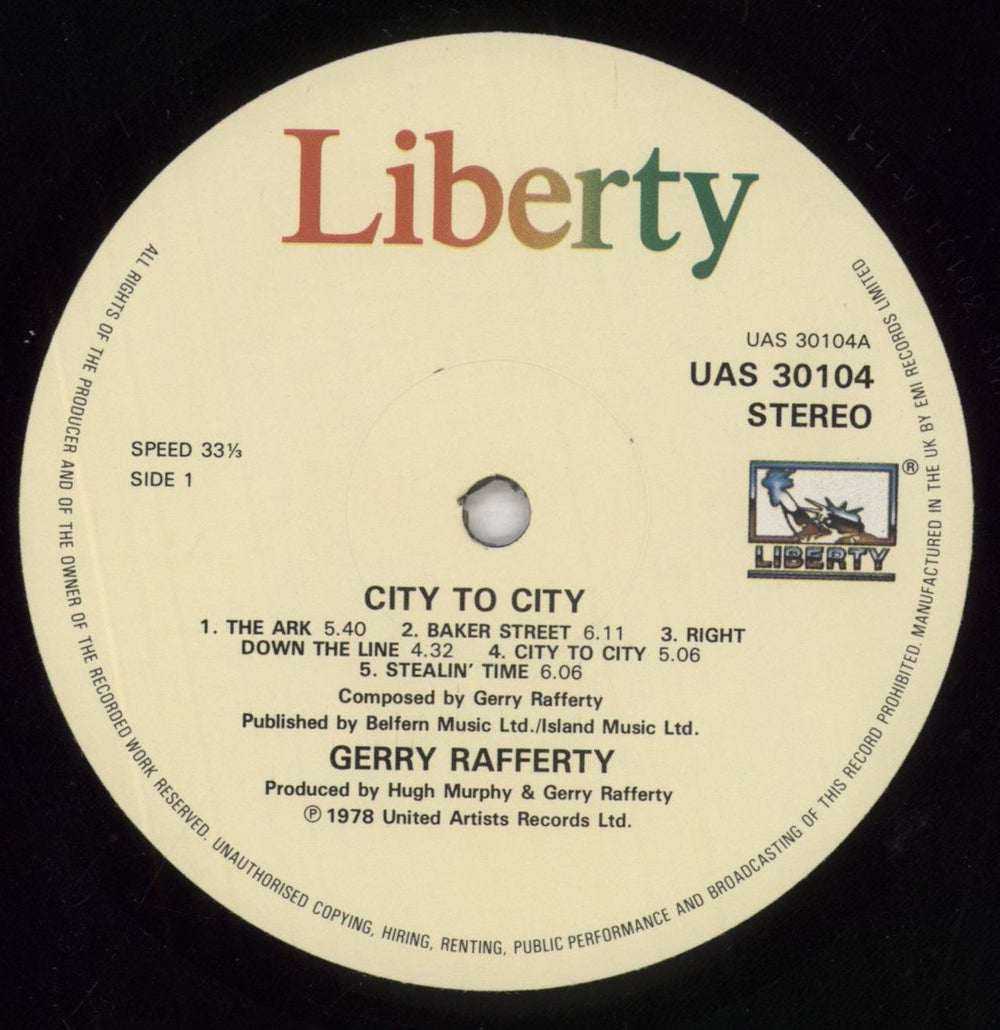 Liberty
UAS 30104A
UAS 30104
STEREO
SPEED 33⅓
SIDE 1
®
LIBERTY
CITY TO CITY
1. THE ARK 5.40 2. BAKER STREET 6.11 3. RIGHT
DOWN THE LINE 4.32 4. CITY TO CITY 5.06
5. STEALIN' TIME 6.06
Composed by Gerry Rafferty
Published by Belfern Music Ltd./Island Music Ltd.
GERRY RAFFERTY
Produced by Hugh Murphy & Gerry Rafferty
℗ 1978 United Artists Records Ltd.
ALL RIGHTS OF THE PRODUCER AND OF THE OWNER OF THE RECORDED WORK RESERVED. UNAUTHORISED COPYING, HIRING, RENTING, PUBLIC PERFORMANCE AND BROADCASTING OF THIS RECORD PROHIBITED. MANUFACTURED IN THE UK BY EMI RECORDS LIMITED